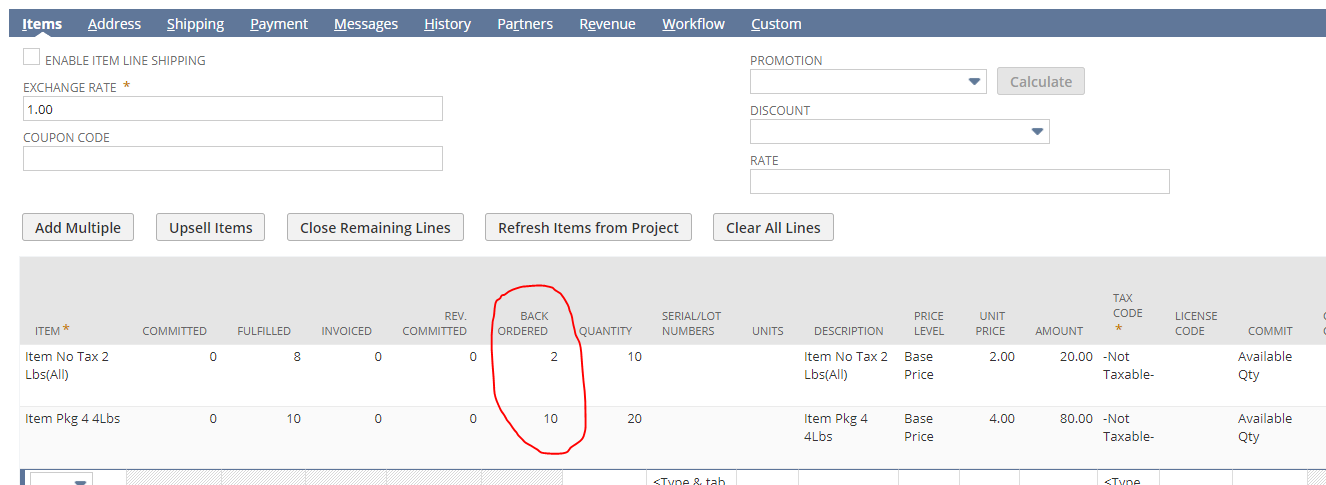 Items Address Shipping Payment Messages History Partners Revenue Workflow Custom
ENABLE ITEM LINE SHIPPING
EXCHANGE RATE *
1.00
COUPON CODE
PROMOTION
Calculate
DISCOUNT
RATE
Add Multiple Upsell Items Close Remaining Lines Refresh Items from Project Clear All Lines
ITEM * COMMITTED FULFILLED INVOICED REV. COMMITTED BACK ORDERED QUANTITY SERIAL/LOT NUMBERS UNITS DESCRIPTION PRICE LEVEL UNIT PRICE AMOUNT TAX CODE * LICENSE CODE COMMIT
Item No Tax 2 0 8 0 0 2 10 Item No Tax 2 Base 2.00 20.00 -Not Available
Lbs(All) Lbs(All) Price Taxable- Qty
Item Pkg 4 4Lbs 0 10 0 0 10 20 Item Pkg 4 Base 4.00 80.00 -Not Available
4Lbs Price Taxable- Qty
<Type & tab <Type